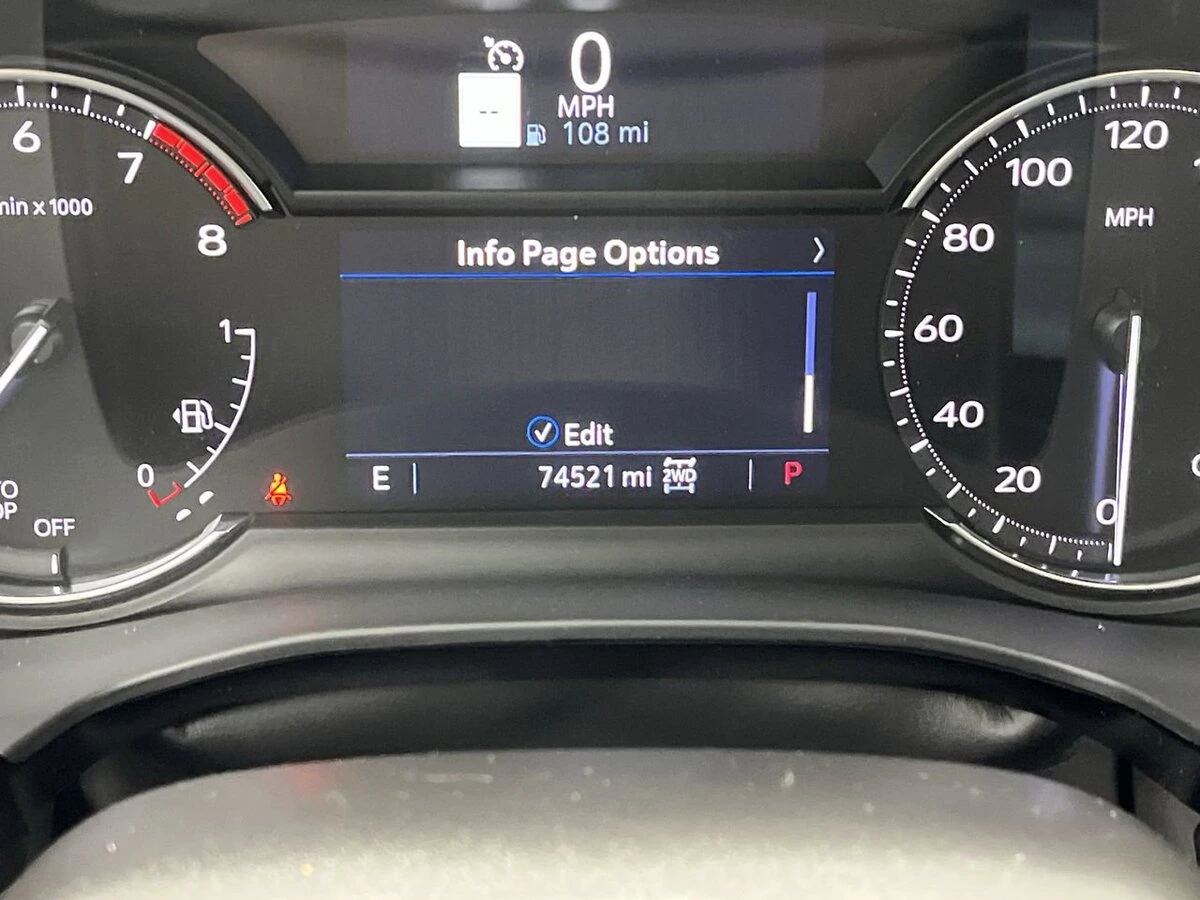 0
--
MPH
108 mi
6
7
8
min x 1000
1
0
OFF
Info Page Options
Edit
E
74521 mi
2WD
P
120
100
MPH
80
60
40
20
0